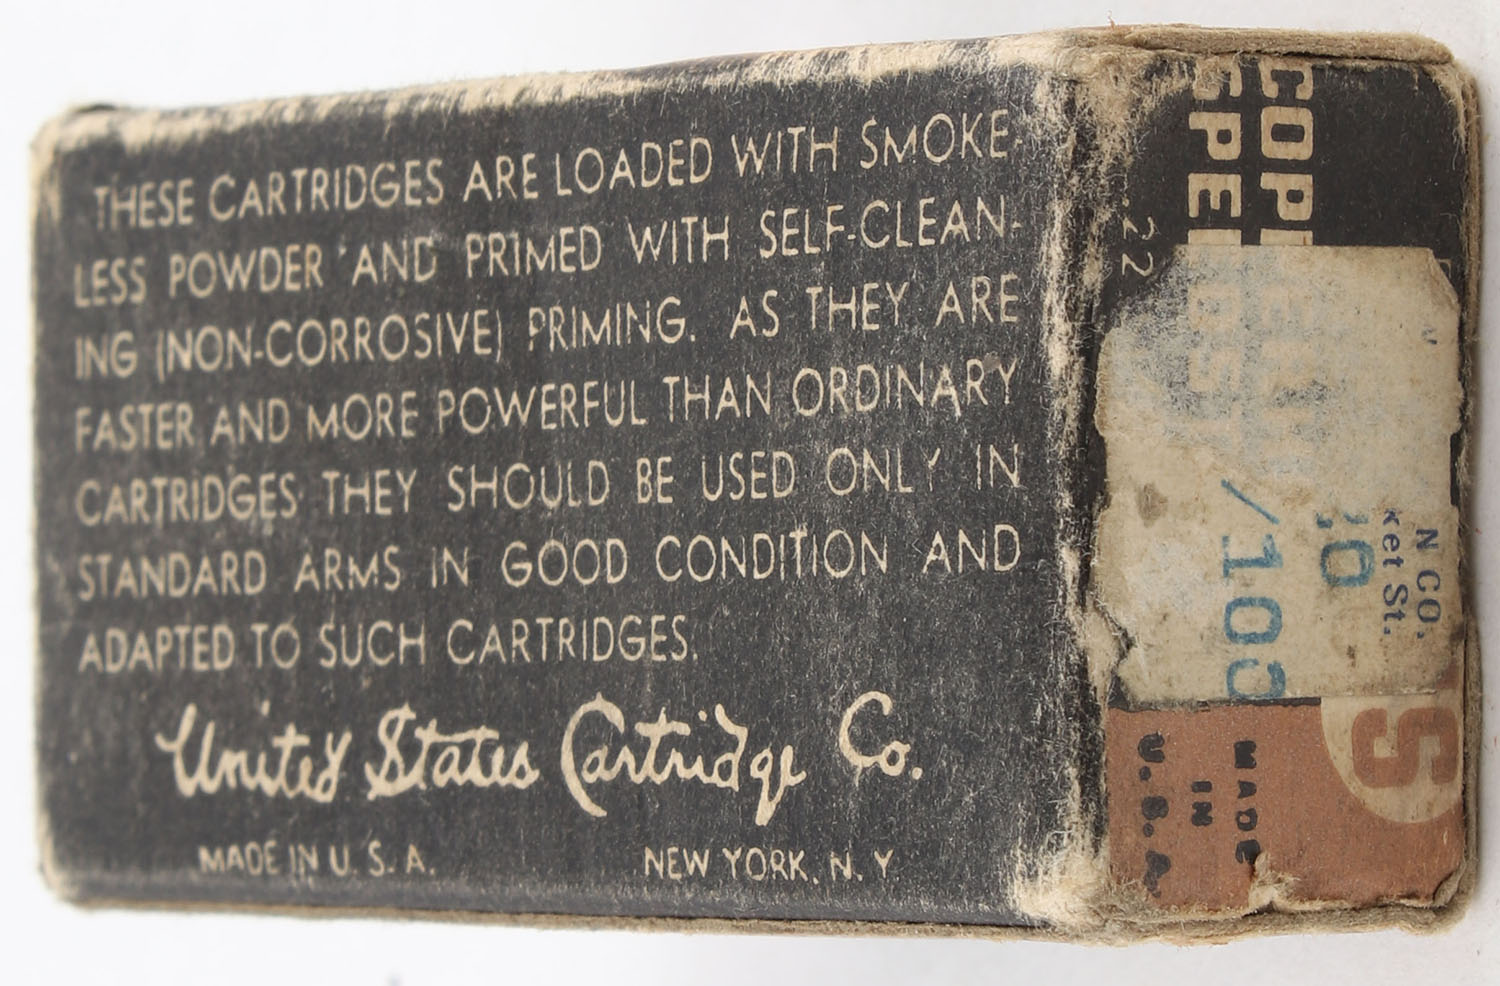 THESE CARTRIDGES ARE LOADED WITH SMOKE-
LESS POWDER AND PRIMED WITH SELF-CLEAN-
ING (NON-CORROSIVE) PRIMING. AS THEY ARE
FASTER AND MORE POWERFUL THAN ORDINARY
CARTRIDGES THEY SHOULD BE USED ONLY IN
STANDARD ARMS IN GOOD CONDITION AND
ADAPTED TO SUCH CARTRIDGES.
United States Cartridge Co.
MADE IN U.S.A. NEW YORK, N.Y.
N CO.
ket St.
/100
.22
S
MADE
IN
U.S.A.